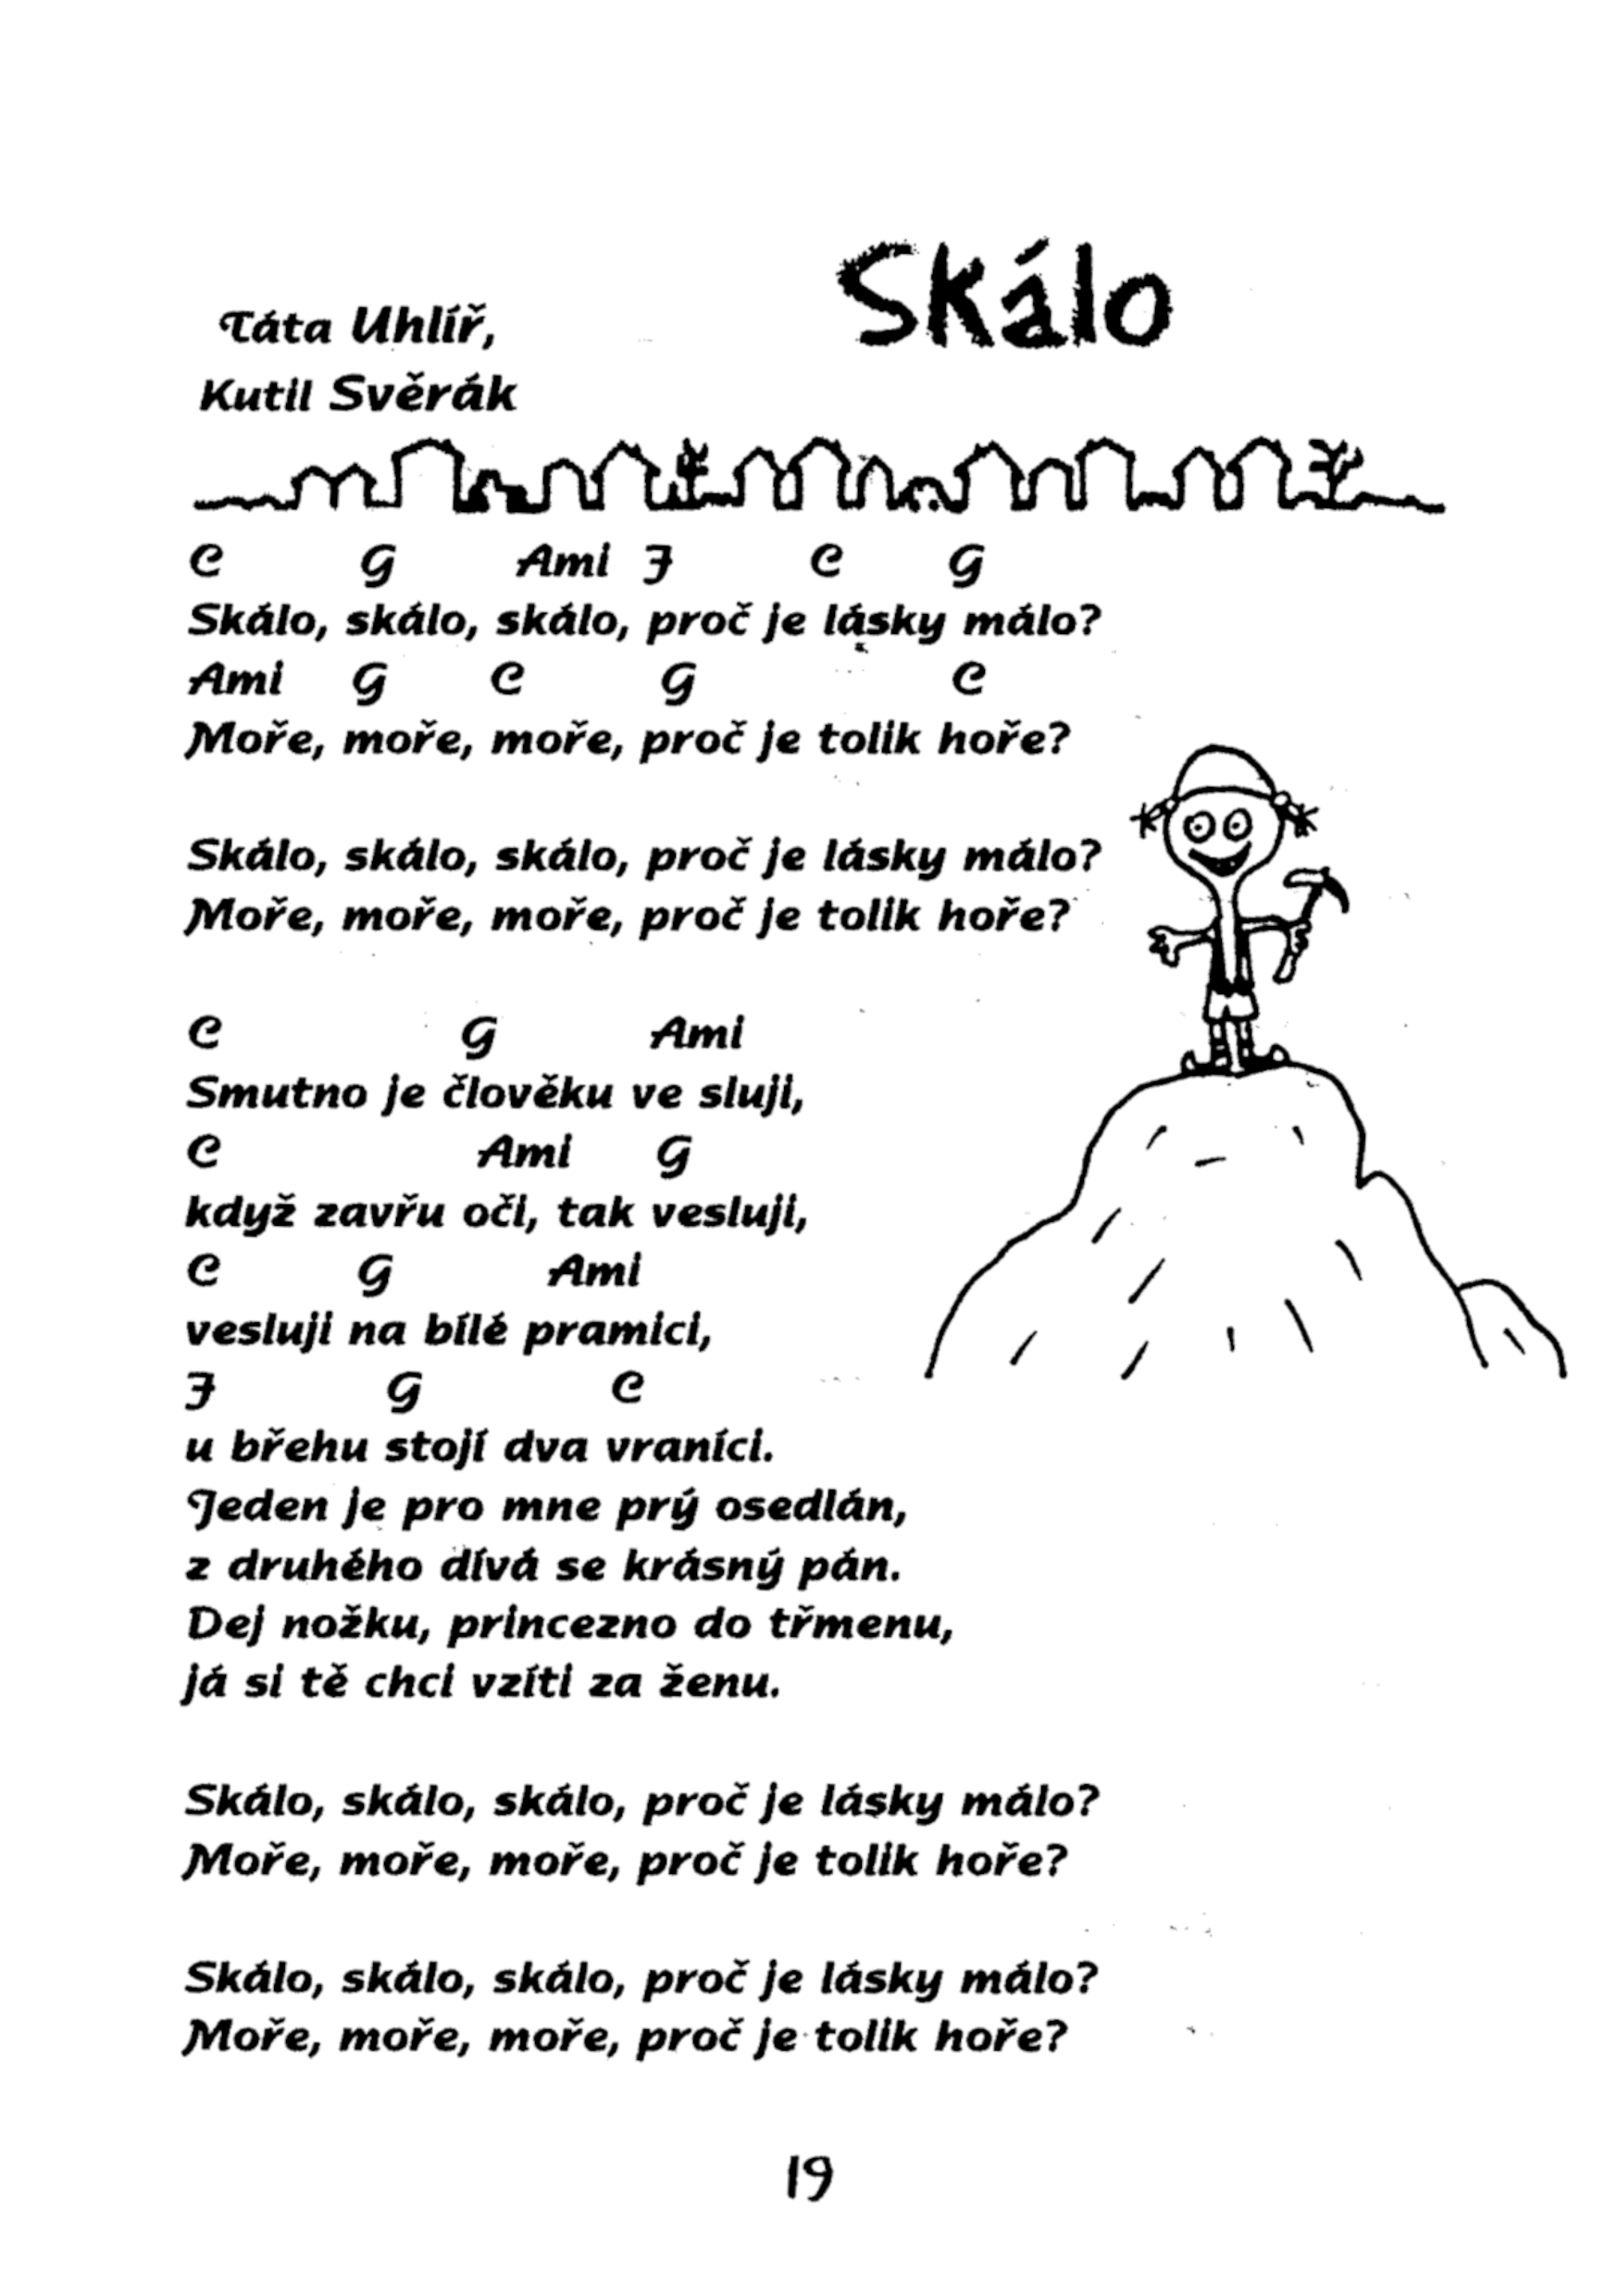 Skálo
Táta Uhlíř,
Kutil Svěrák
C G Ami F C G
Skálo, skálo, skálo, proč je lásky málo?
Ami G C G C
Moře, moře, moře, proč je tolik hoře?
Skálo, skálo, skálo, proč je lásky málo?
Moře, moře, moře, proč je tolik hoře?
C G Ami
Smutno je člověku ve sluji,
C Ami G
když zavřu oči, tak vesluji,
C G Ami
vesluji na bílé pramici,
F G C
u břehu stojí dva vraníci.
Jeden je pro mne prý osedlán,
z druhého dívá se krásný pán.
Dej nožku, princezno do třmenu,
já si tě chci vzíti za ženu.
Skálo, skálo, skálo, proč je lásky málo?
Moře, moře, moře, proč je tolik hoře?
Skálo, skálo, skálo, proč je lásky málo?
Moře, moře, moře, proč je tolik hoře?
19